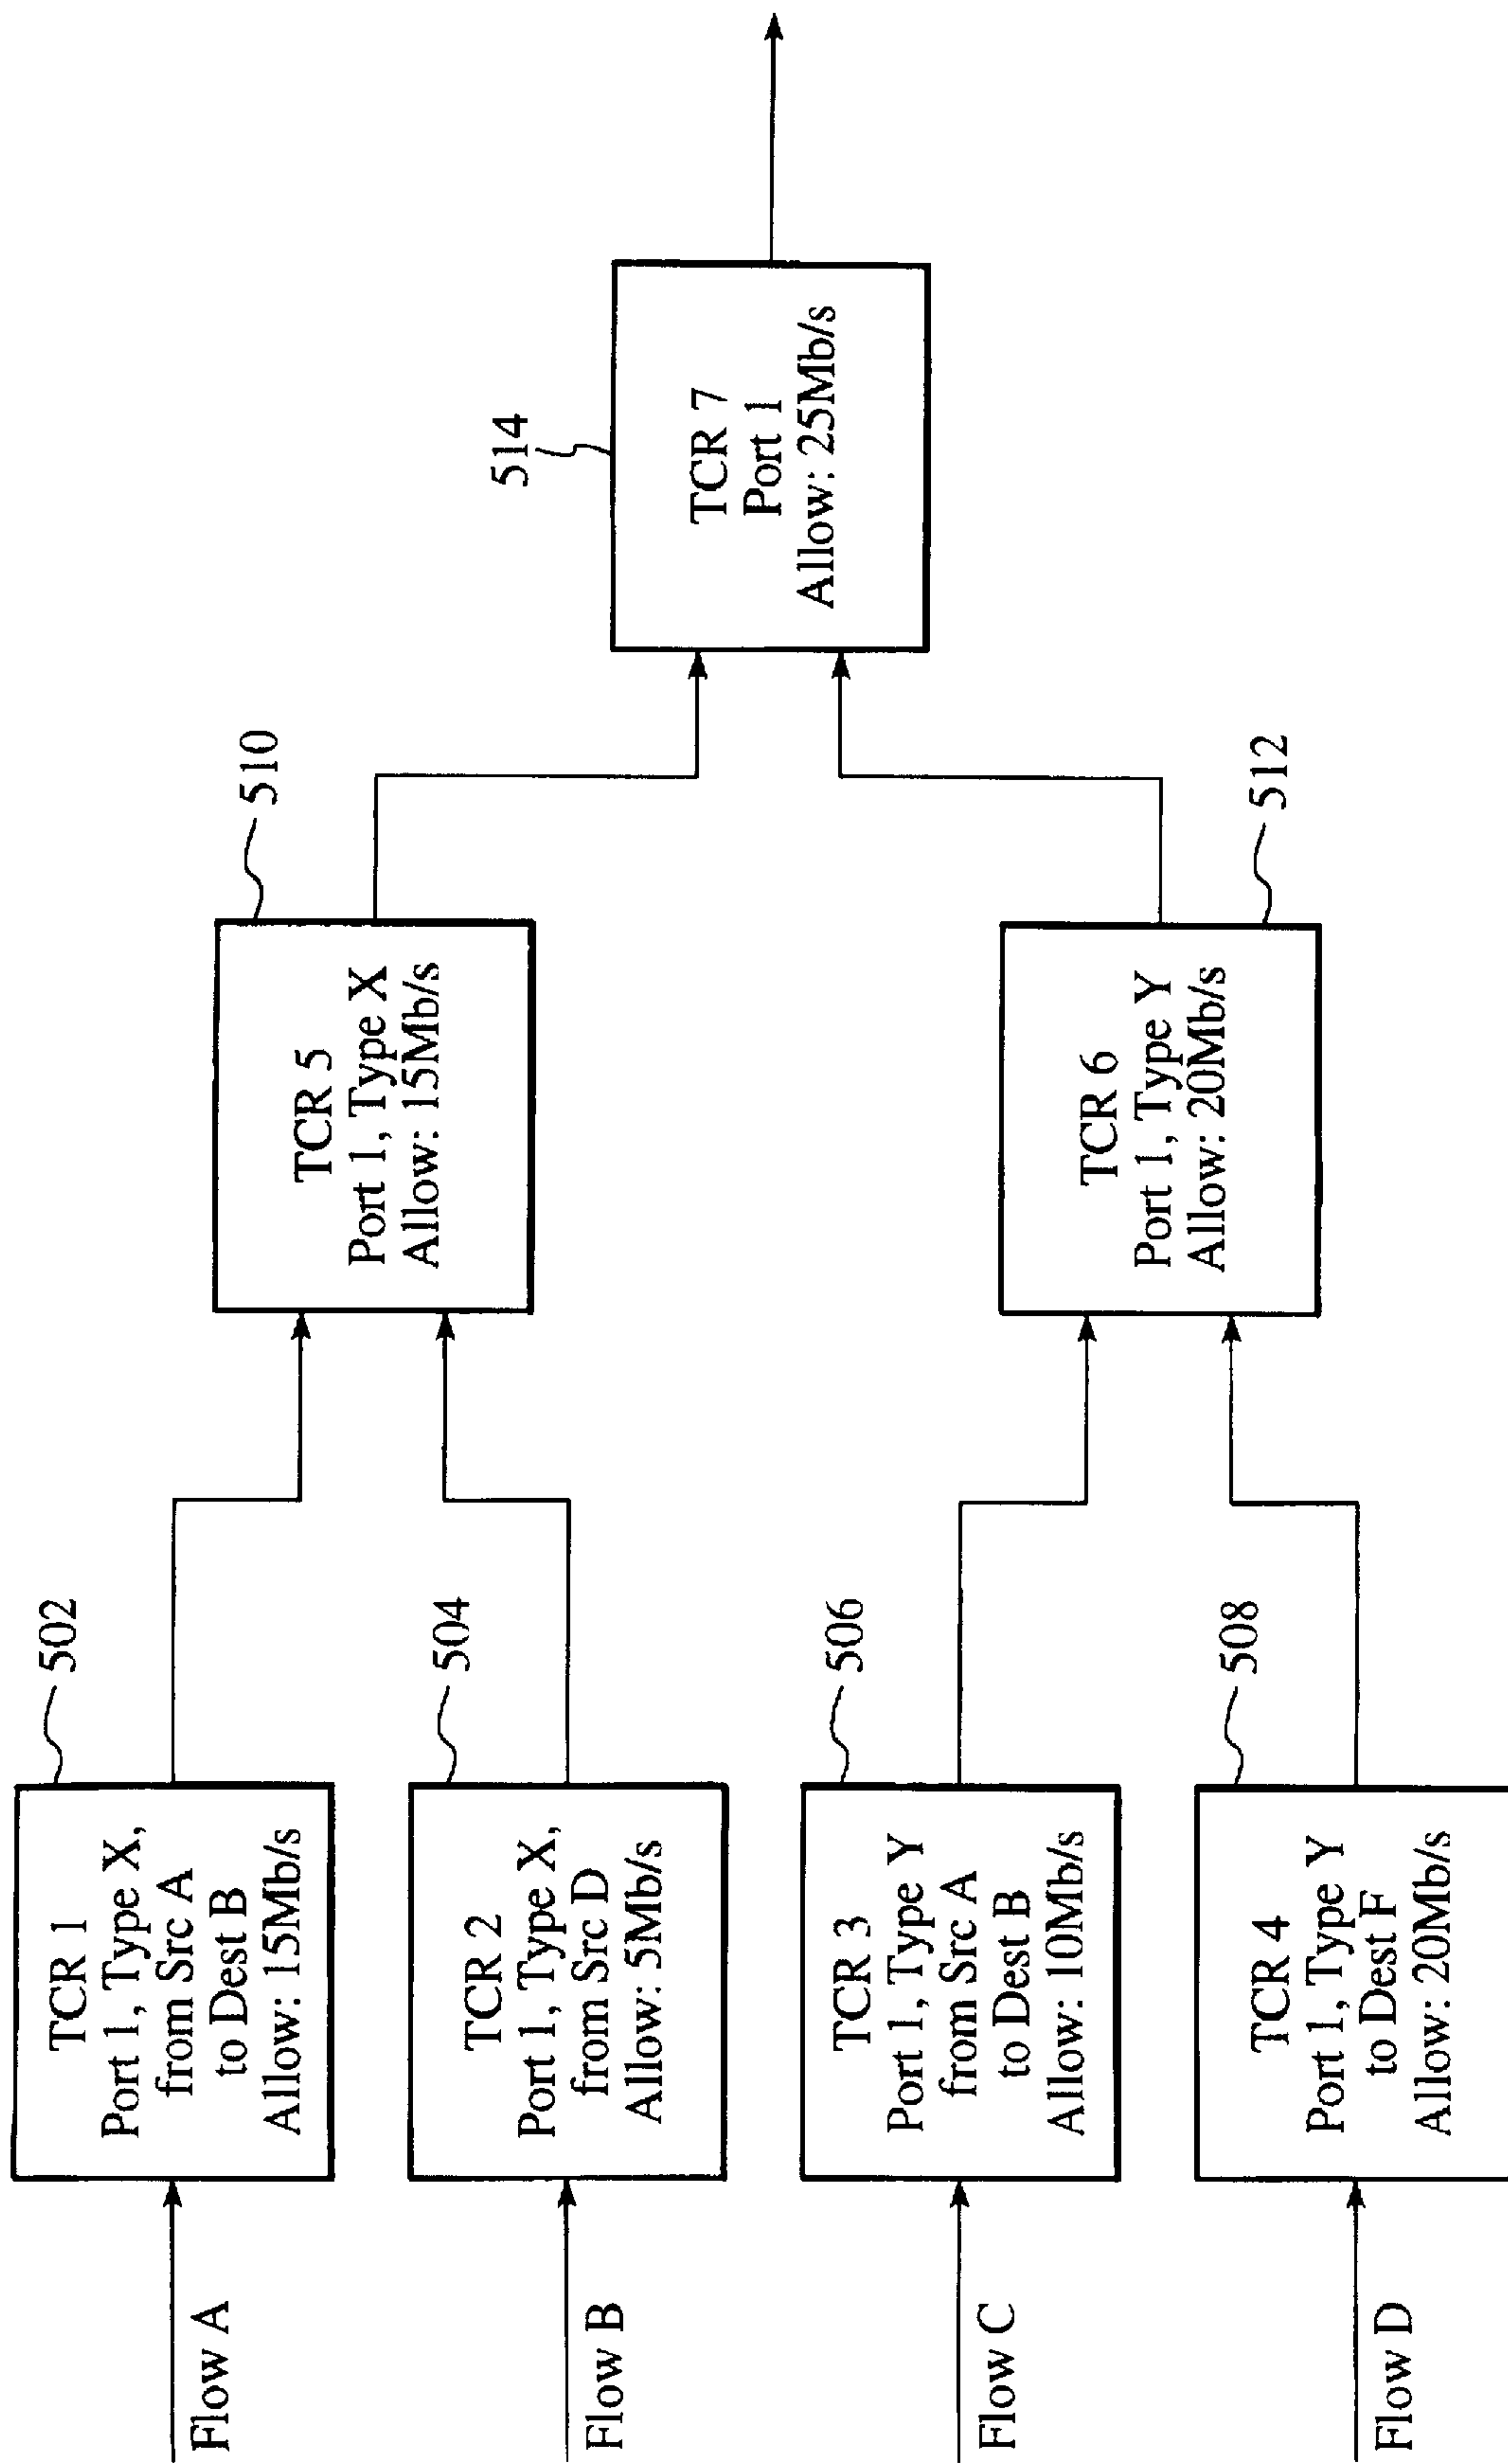 Flow A
502
TCR 1
Port 1, Type X,
from Src A
to Dest B
Allow: 15Mb/s
Flow B
504
TCR 2
Port 1, Type X,
from Src D
Allow: 5Mb/s
Flow C
506
TCR 3
Port 1, Type Y
from Src A
to Dest B
Allow: 10Mb/s
Flow D
508
TCR 4
Port 1, Type Y
to Dest F
Allow: 20Mb/s
510
TCR 5
Port 1, Type X
Allow: 15Mb/s
512
TCR 6
Port 1, Type Y
Allow: 20Mb/s
514
TCR 7
Port 1
Allow: 25Mb/s